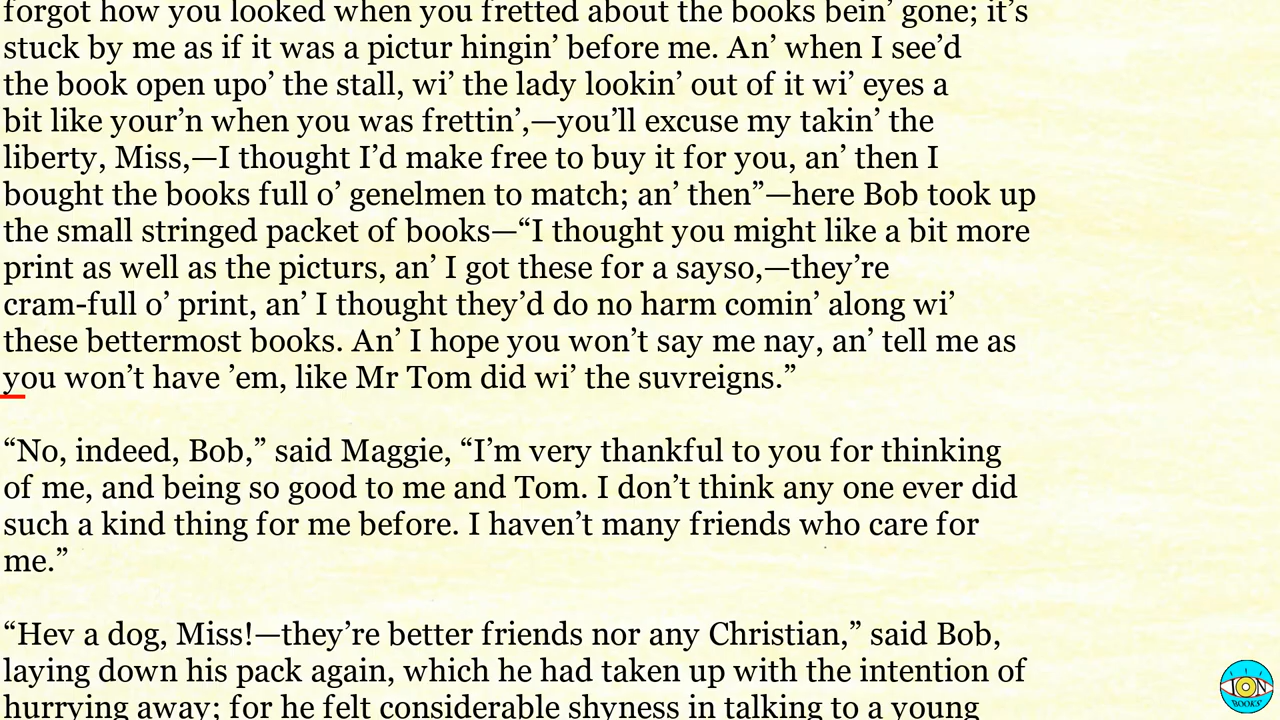 forgot how you looked when you fretted about the books bein’ gone; it’s
stuck by me as if it was a pictur hingin’ before me. An’ when I see’d
the book open upo’ the stall, wi’ the lady lookin’ out of it wi’ eyes a
bit like your’n when you was frettin’,—you’ll excuse my takin’ the
liberty, Miss,—I thought I’d make free to buy it for you, an’ then I
bought the books full o’ genelmen to match; an’ then”—here Bob took up
the small stringed packet of books—“I thought you might like a bit more
print as well as the picturs, an’ I got these for a sayso,—they’re
cram-full o’ print, an’ I thought they’d do no harm comin’ along wi’
these bettermost books. An’ I hope you won’t say me nay, an’ tell me as
you won’t have ’em, like Mr Tom did wi’ the suvreigns.”
“No, indeed, Bob,” said Maggie, “I’m very thankful to you for thinking
of me, and being so good to me and Tom. I don’t think any one ever did
such a kind thing for me before. I haven’t many friends who care for
me.”
“Hev a dog, Miss!—they’re better friends nor any Christian,” said Bob,
laying down his pack again, which he had taken up with the intention of
hurrying away; for he felt considerable shyness in talking to a young
ION
BOOKS